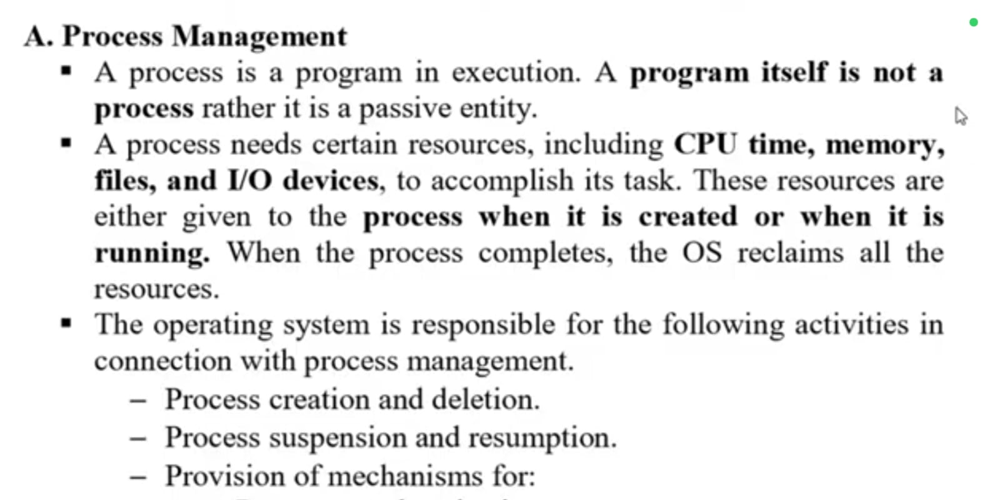 A. Process Management
▪ A process is a program in execution. A program itself is not a
process rather it is a passive entity.
▪ A process needs certain resources, including CPU time, memory,
files, and I/O devices, to accomplish its task. These resources are
either given to the process when it is created or when it is
running. When the process completes, the OS reclaims all the
resources.
▪ The operating system is responsible for the following activities in
connection with process management.
– Process creation and deletion.
– Process suspension and resumption.
– Provision of mechanisms for: